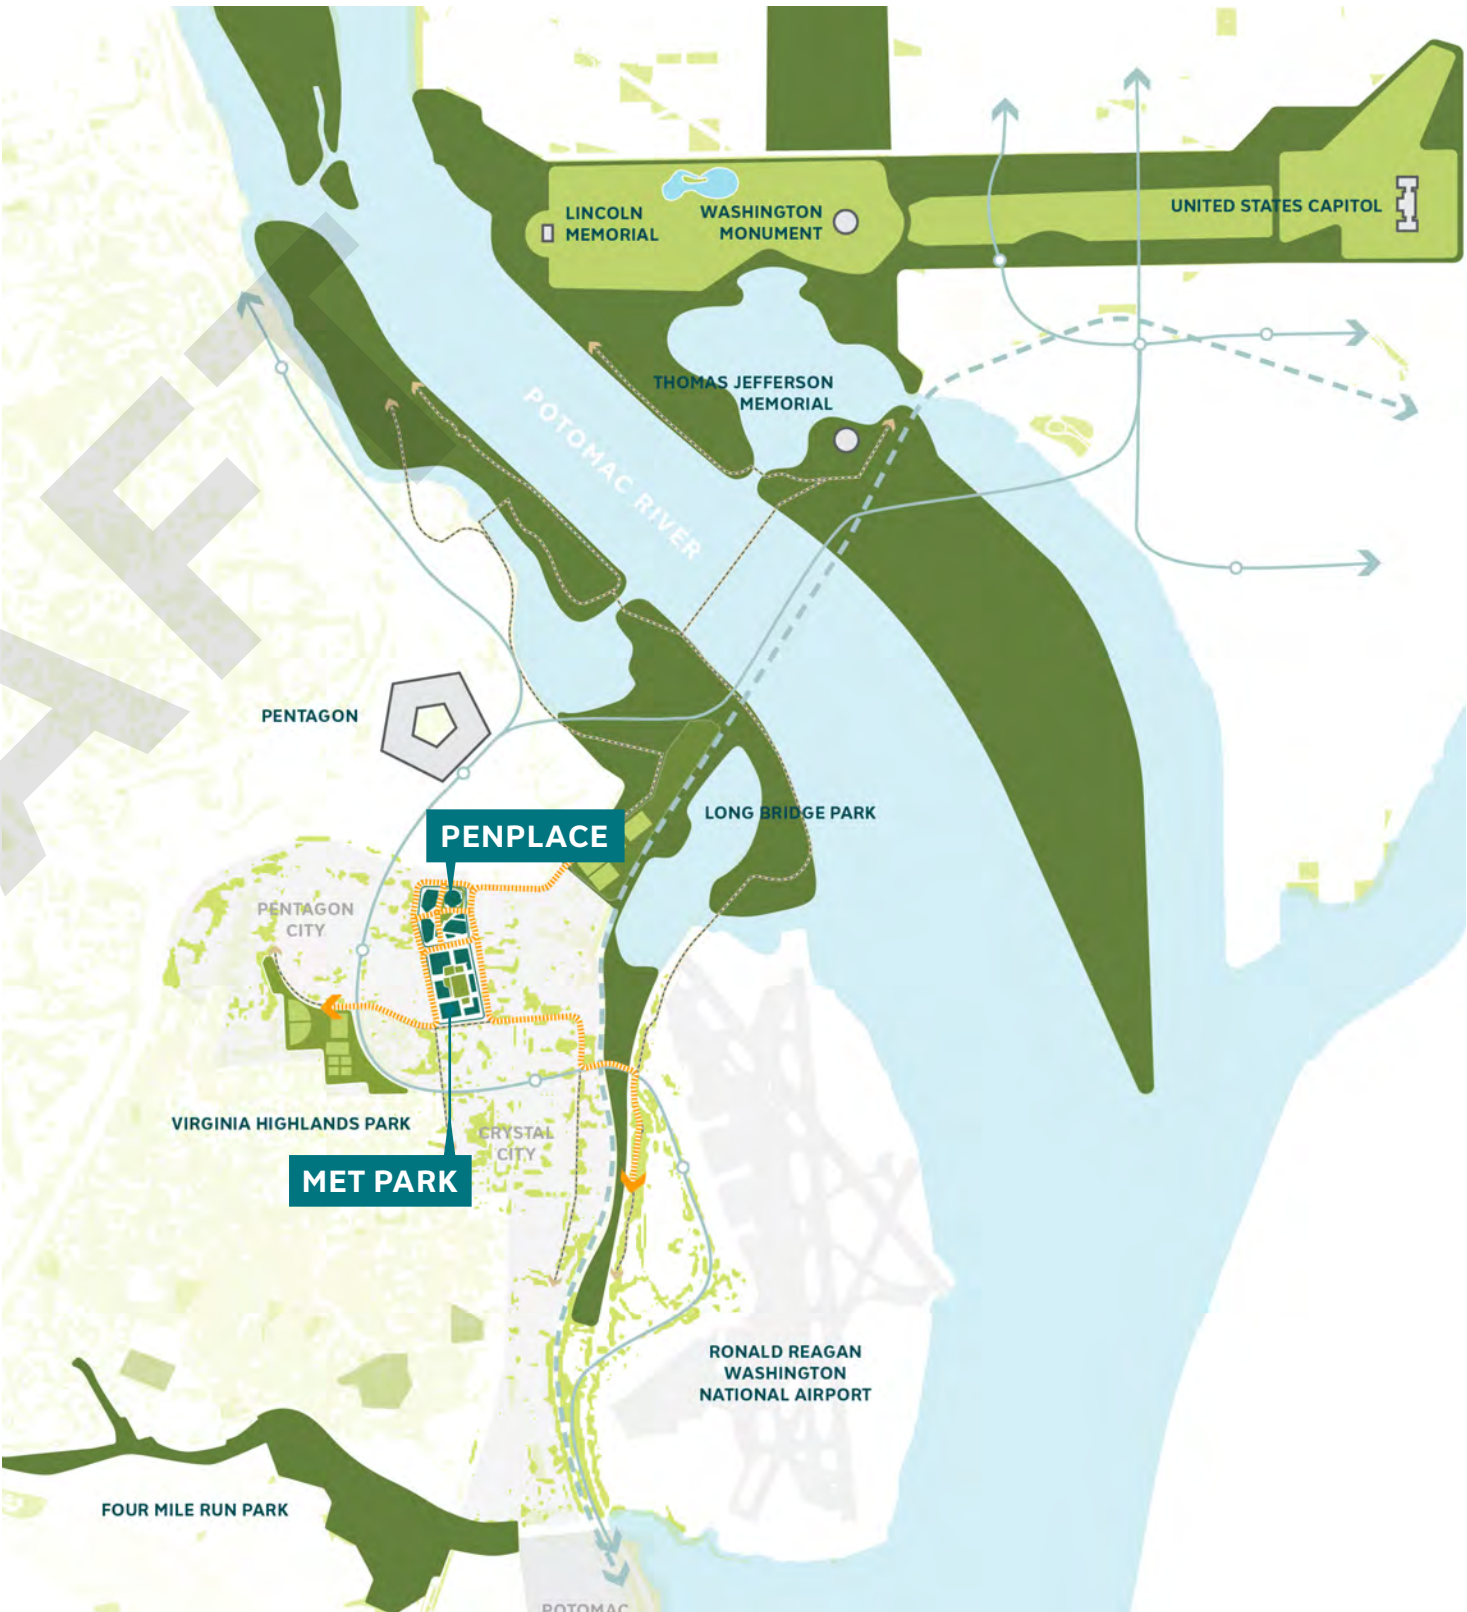 LINCOLN
MEMORIAL
WASHINGTON
MONUMENT
UNITED STATES CAPITOL
THOMAS JEFFERSON
MEMORIAL
POTOMAC RIVER
PENTAGON
LONG BRIDGE PARK
PENPLACE
PENTAGON
CITY
VIRGINIA HIGHLANDS PARK
CRYSTAL
CITY
MET PARK
RONALD REAGAN
WASHINGTON
NATIONAL AIRPORT
FOUR MILE RUN PARK
POTOMAC
AFT